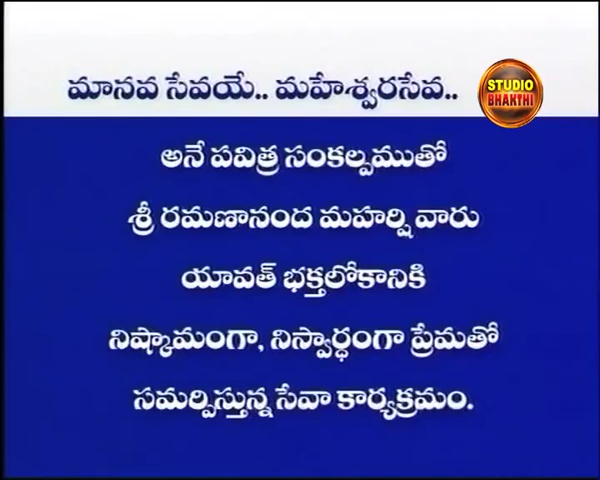 మానవ సేవయే.. మహేశ్వరసేవ..
STUDIO
BHAKTHI
అనే పవిత్ర సంకల్పముతో
శ్రీ రమణానంద మహర్షి వారు
యావత్ భక్తలోకానికి
నిష్కామంగా, నిస్వార్ధంగా ప్రేమతో
సమర్పిస్తున్న సేవా కార్యక్రమం.